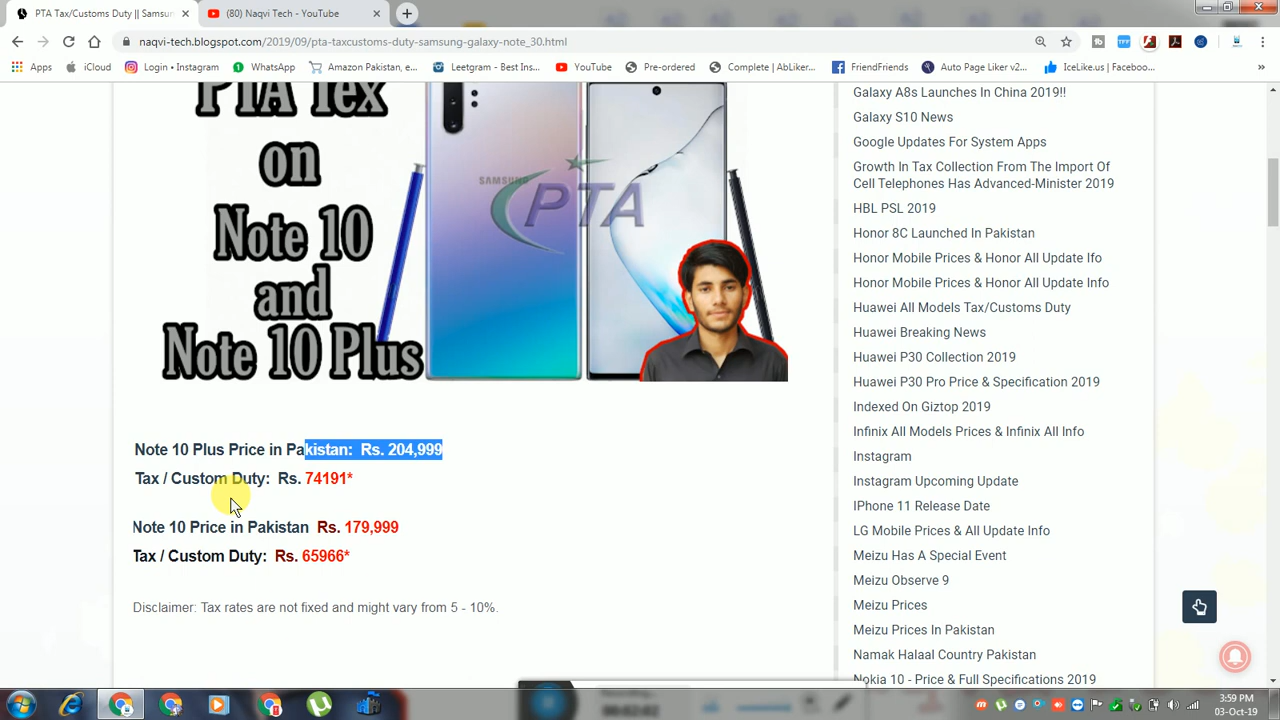 PTA Tax/Customs Duty || Samsun
(80) Naqvi Tech - YouTube
naqvi-tech.blogspot.com/2019/09/pta-taxcustoms-duty-samsung-galaxy-note_30.html
Apps
iCloud
Login • Instagram
WhatsApp
Amazon Pakistan, e...
Leetgram - Best Ins...
YouTube
Pre-ordered
Complete | AbLiker...
FriendFriends
Auto Page Liker v2...
IceLike.us | Faceboo...
»
PTA Tex
on
Note 10
and
Note 10 Plus
SAMSUNG
PTA
Note 10 Plus Price in Pakistan: Rs. 204,999
Tax / Custom Duty: Rs. 74191*
Note 10 Price in Pakistan Rs. 179,999
Tax / Custom Duty: Rs. 65966*
Disclaimer: Tax rates are not fixed and might vary from 5 - 10%.
Galaxy A8s Launches In China 2019!!
Galaxy S10 News
Google Updates For System Apps
Growth In Tax Collection From The Import Of
Cell Telephones Has Advanced-Minister 2019
HBL PSL 2019
Honor 8C Launched In Pakistan
Honor Mobile Prices & Honor All Update Ifo
Honor Mobile Prices & Honor All Update Info
Huawei All Models Tax/Customs Duty
Huawei Breaking News
Huawei P30 Collection 2019
Huawei P30 Pro Price & Specification 2019
Indexed On Giztop 2019
Infinix All Models Prices & Infinix All Info
Instagram
Instagram Upcoming Update
IPhone 11 Release Date
LG Mobile Prices & All Update Info
Meizu Has A Special Event
Meizu Observe 9
Meizu Prices
Meizu Prices In Pakistan
Namak Halaal Country Pakistan
Nokia 10 - Price & Full Specifications 2019
Recording...
00:02:02
3:59 PM
03-Oct-19